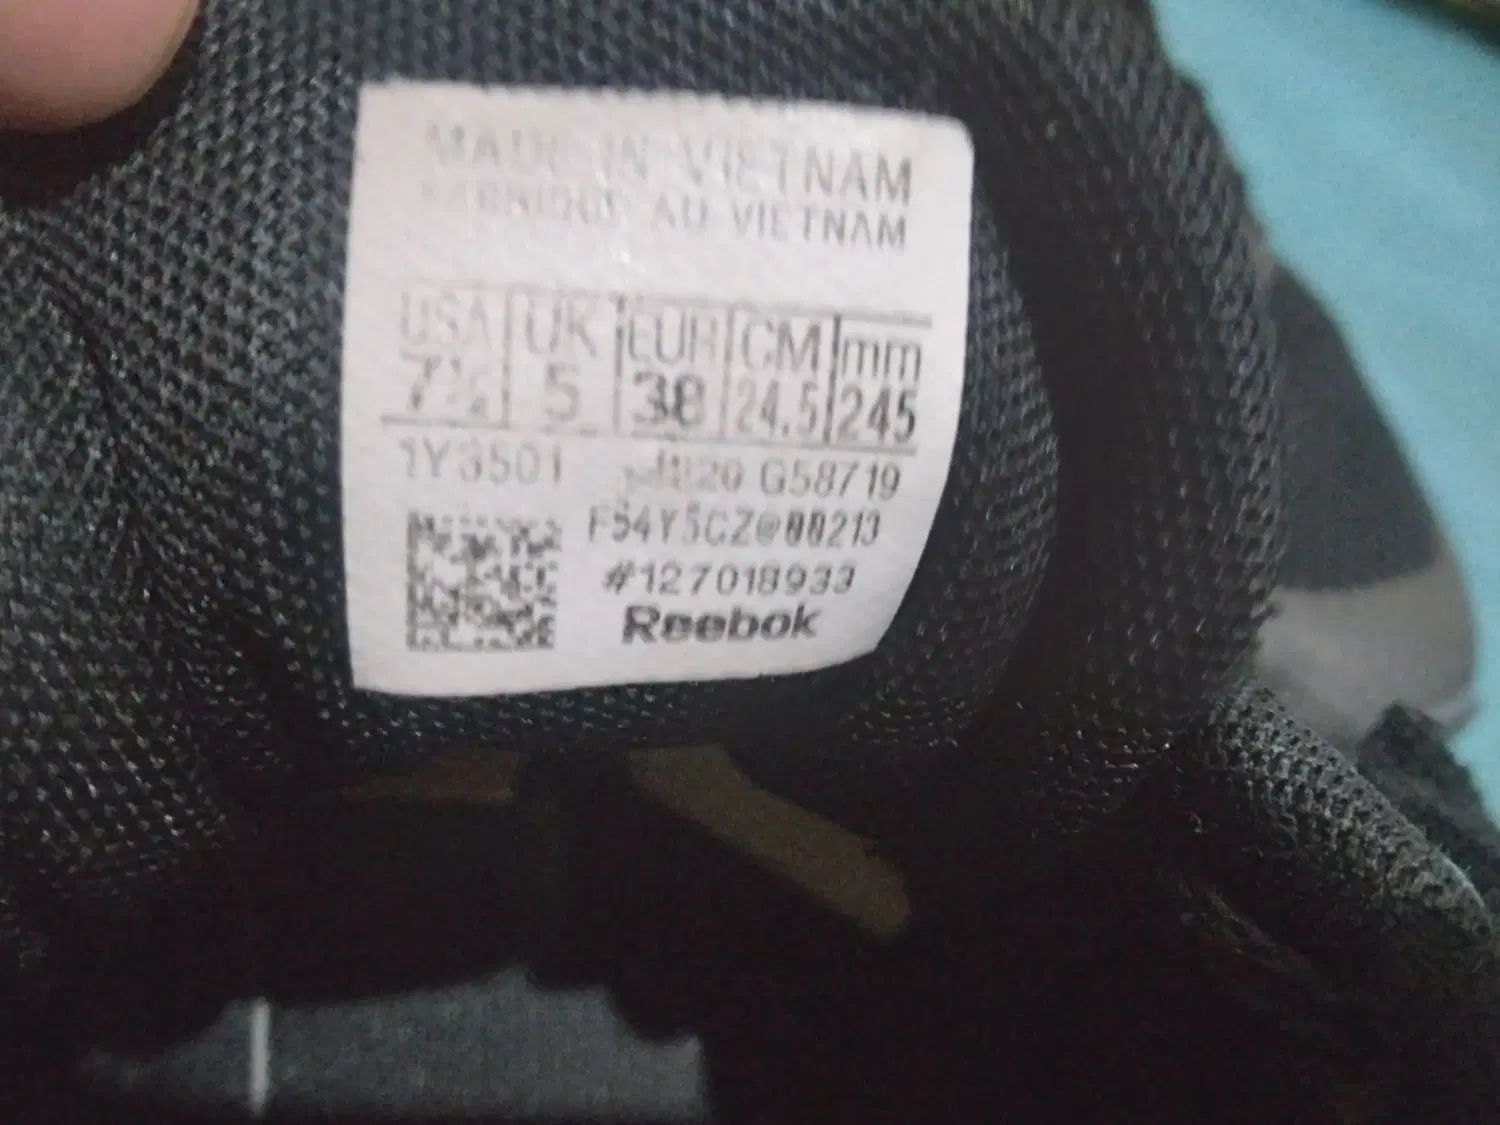 MADE IN VIETNAM
FABRIQUÉ AU VIETNAM
USA UK EUR CM mm
7½ 5 38 24.5 245
1Y3501 G58719
#127018933
Reebok